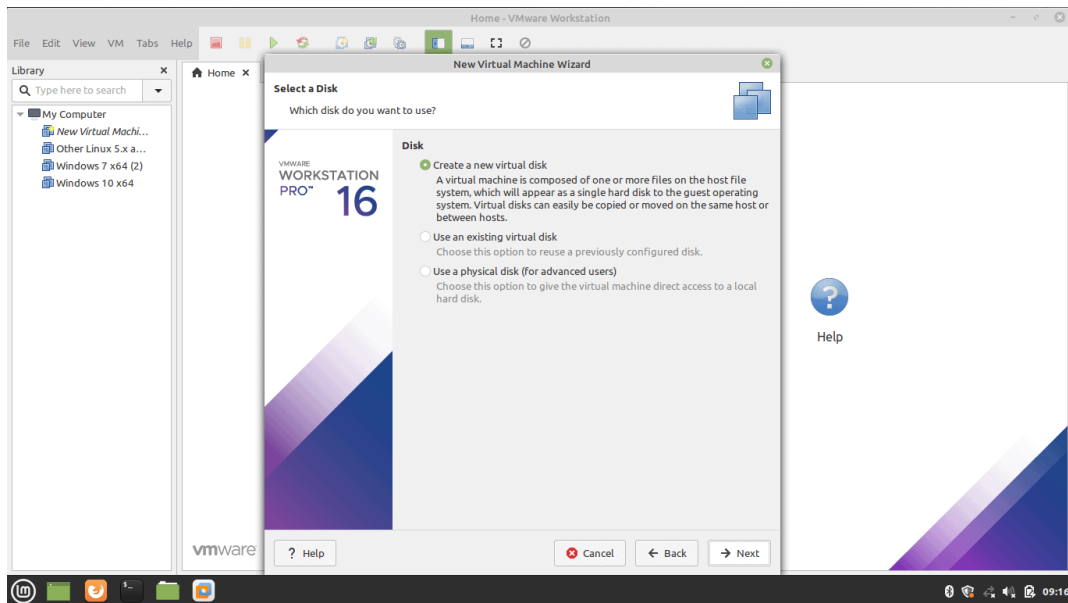 Home - VMware Workstation
File Edit View VM Tabs Help
Library
Type here to search
My Computer
New Virtual Machi...
Other Linux 5.x a...
Windows 7 x64 (2)
Windows 10 x64
Home
New Virtual Machine Wizard
Select a Disk
Which disk do you want to use?
VMWARE
WORKSTATION
PRO™ 16
Disk
Create a new virtual disk
A virtual machine is composed of one or more files on the host file
system, which will appear as a single hard disk to the guest operating
system. Virtual disks can easily be copied or moved on the same host or
between hosts.
Use an existing virtual disk
Choose this option to reuse a previously configured disk.
Use a physical disk (for advanced users)
Choose this option to give the virtual machine direct access to a local
hard disk.
Help
vmware
? Help Cancel Back Next
09:16